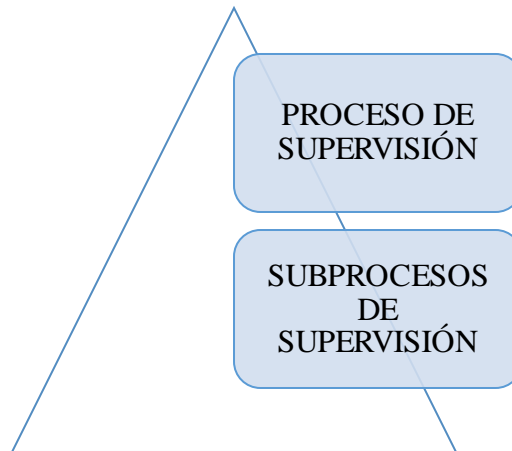 PROCESO DE
SUPERVISIÓN
SUBPROCESOS
DE
SUPERVISIÓN